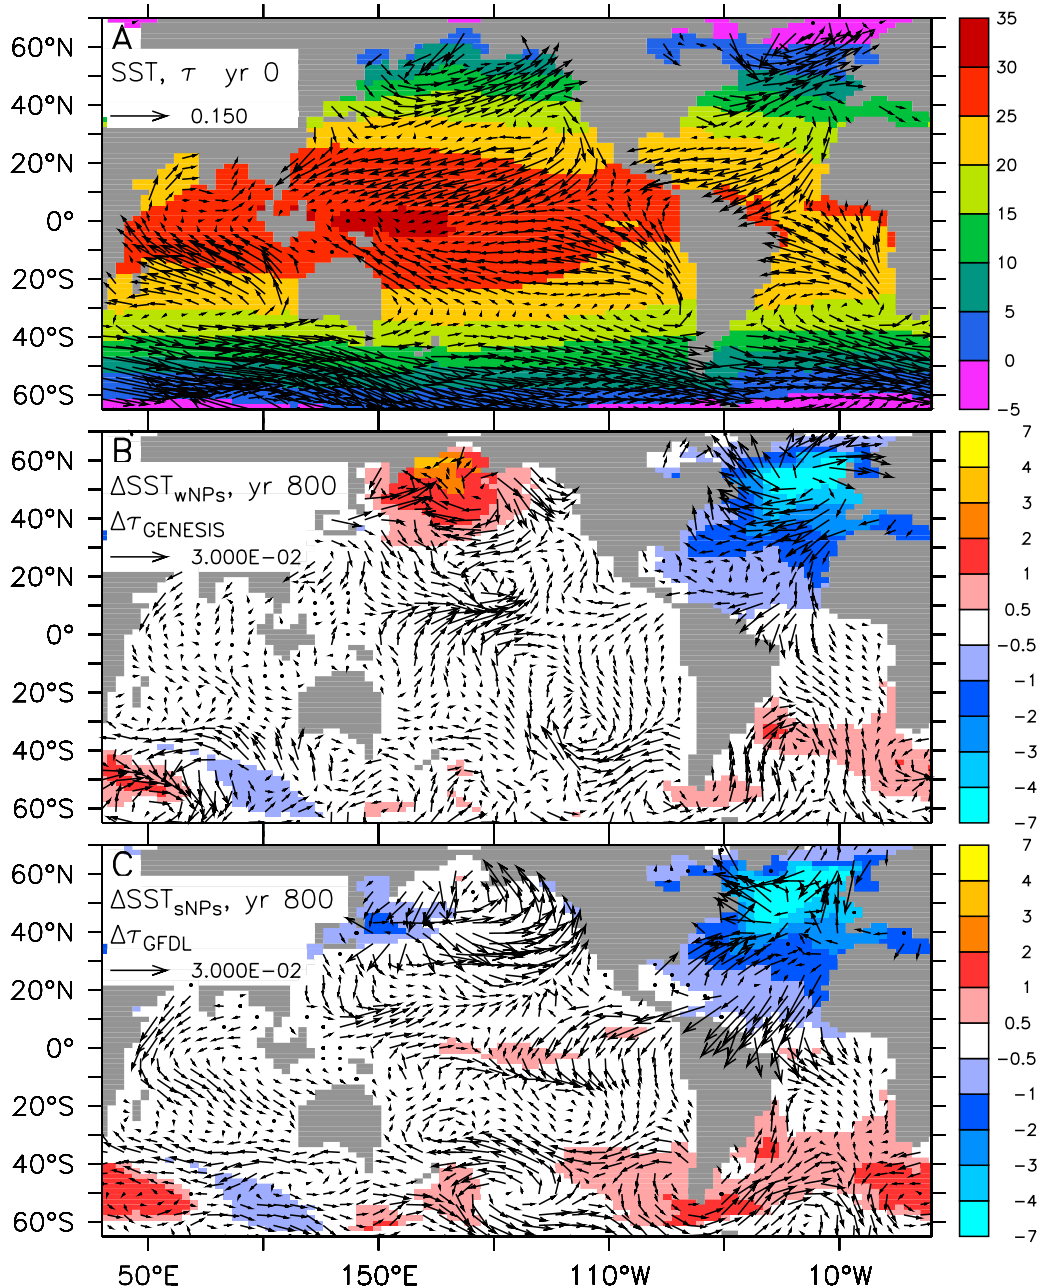 A
SST, τ yr 0
0.150
60°N
40°N
20°N
0°
20°S
40°S
60°S
35
30
25
20
15
10
5
0
−5
B
ΔSSTwNPs, yr 800
ΔτGENESIS
3.000E−02
60°N
40°N
20°N
0°
20°S
40°S
60°S
7
4
3
2
1
0.5
−0.5
−1
−2
−3
−4
−7
C
ΔSSTsNPs, yr 800
ΔτGFDL
3.000E−02
60°N
40°N
20°N
0°
20°S
40°S
60°S
7
4
3
2
1
0.5
−0.5
−1
−2
−3
−4
−7
50°E
150°E
110°W
10°W